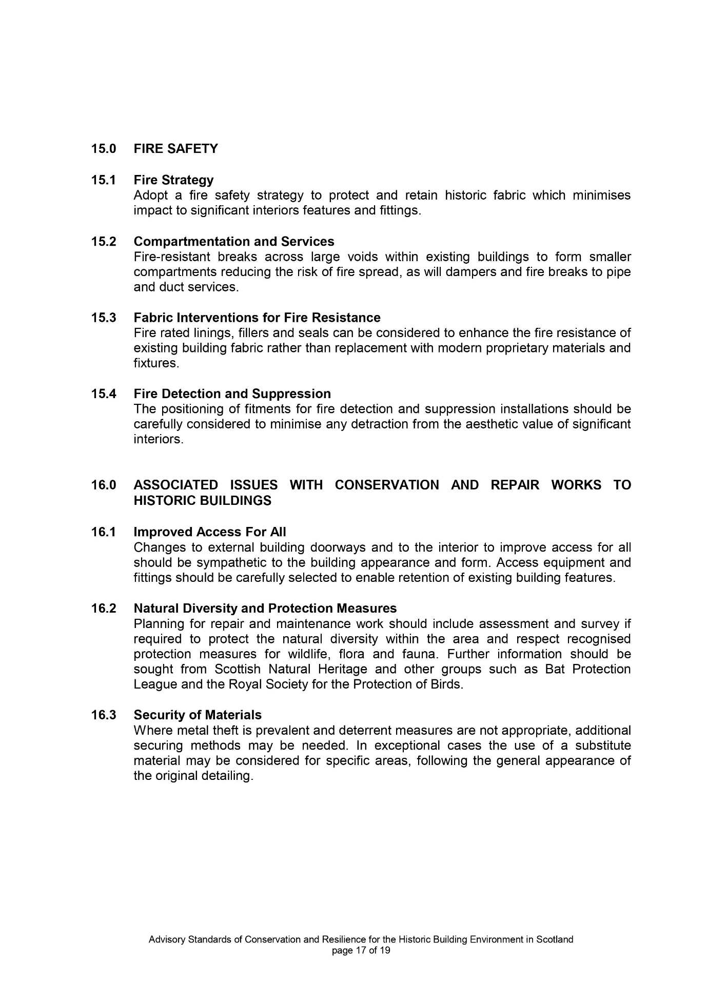 15.0 FIRE SAFETY
15.1 Fire Strategy
Adopt a fire safety strategy to protect and retain historic fabric which minimises
impact to significant interiors features and fittings.
15.2 Compartmentation and Services
Fire-resistant breaks across large voids within existing buildings to form smaller
compartments reducing the risk of fire spread, as will dampers and fire breaks to pipe
and duct services.
15.3 Fabric Interventions for Fire Resistance
Fire rated linings, fillers and seals can be considered to enhance the fire resistance of
existing building fabric rather than replacement with modern proprietary materials and
fixtures.
15.4 Fire Detection and Suppression
The positioning of fitments for fire detection and suppression installations should be
carefully considered to minimise any detraction from the aesthetic value of significant
interiors.
16.0 ASSOCIATED ISSUES WITH CONSERVATION AND REPAIR WORKS TO
HISTORIC BUILDINGS
16.1 Improved Access For All
Changes to external building doorways and to the interior to improve access for all
should be sympathetic to the building appearance and form. Access equipment and
fittings should be carefully selected to enable retention of existing building features.
16.2 Natural Diversity and Protection Measures
Planning for repair and maintenance work should include assessment and survey if
required to protect the natural diversity within the area and respect recognised
protection measures for wildlife, flora and fauna. Further information should be
sought from Scottish Natural Heritage and other groups such as Bat Protection
League and the Royal Society for the Protection of Birds.
16.3 Security of Materials
Where metal theft is prevalent and deterrent measures are not appropriate, additional
securing methods may be needed. In exceptional cases the use of a substitute
material may be considered for specific areas, following the general appearance of
the original detailing.
Advisory Standards of Conservation and Resilience for the Historic Building Environment in Scotland
page 17 of 19